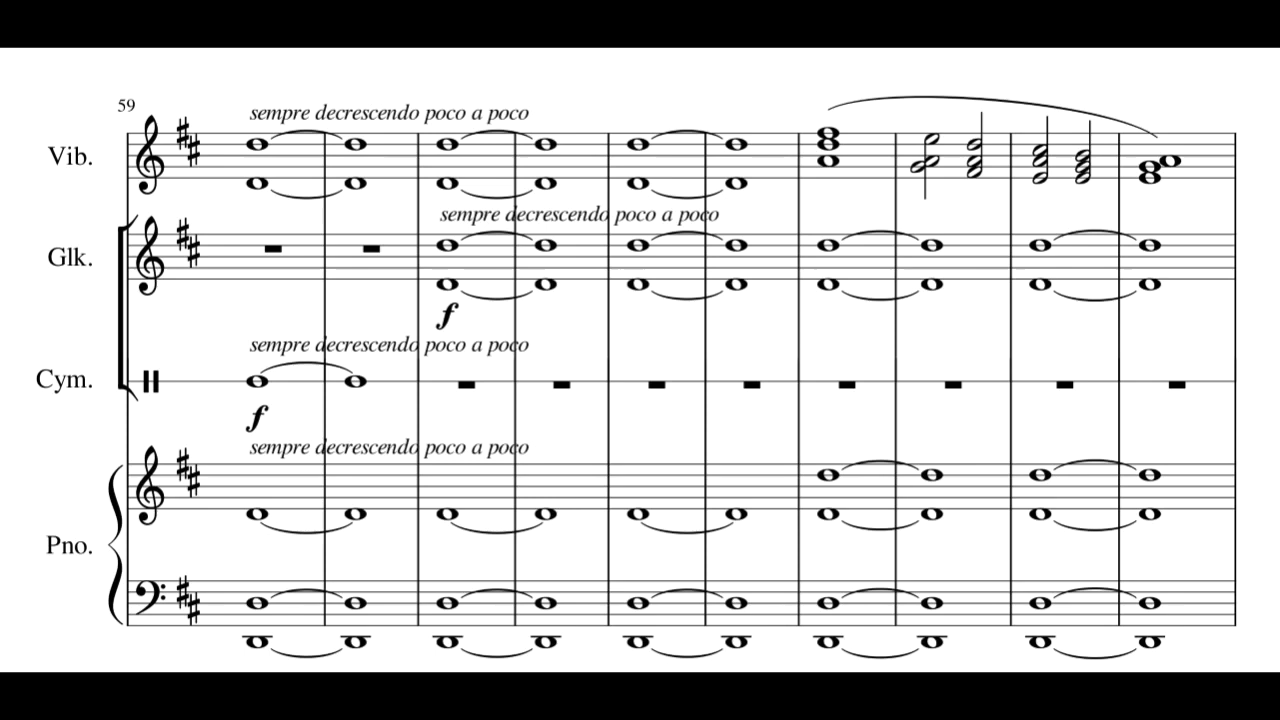 59
sempre decrescendo poco a poco
Vib.
sempre decrescendo poco a poco
Glk.
f
sempre decrescendo poco a poco
Cym.
f
sempre decrescendo poco a poco
Pno.